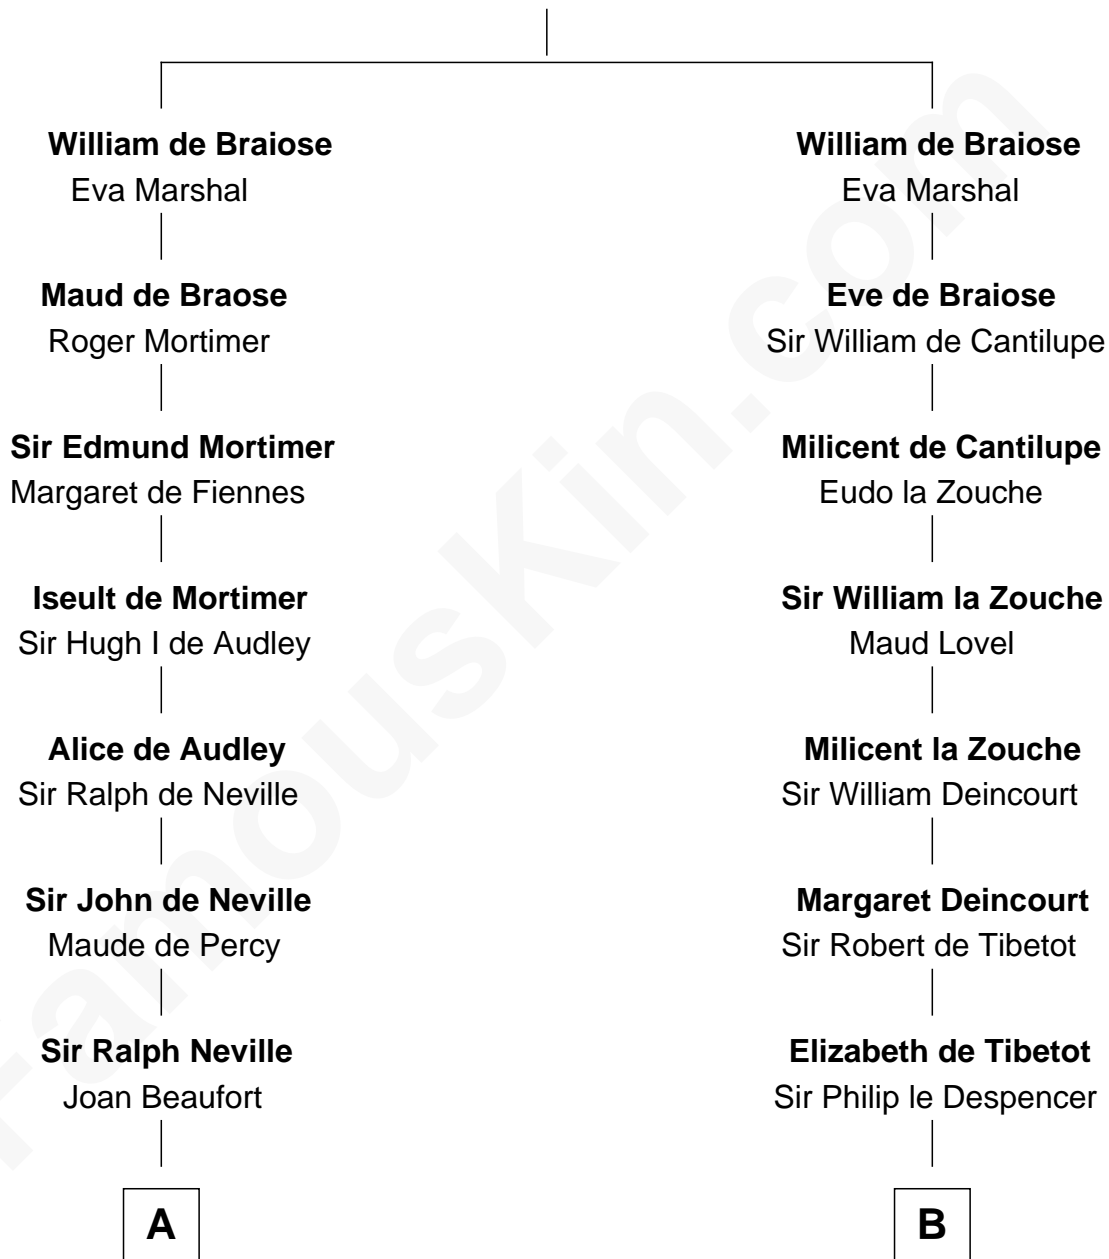 William de Braiose
Eva Marshal
Maud de Braose
Roger Mortimer
Sir Edmund Mortimer
Margaret de Fiennes
Iseult de Mortimer
Sir Hugh I de Audley
Alice de Audley
Sir Ralph de Neville
Sir John de Neville
Maude de Percy
Sir Ralph Neville
Joan Beaufort
A
William de Braiose
Eva Marshal
Eve de Braiose
Sir William de Cantilupe
Milicent de Cantilupe
Eudo la Zouche
Sir William la Zouche
Maud Lovel
Milicent la Zouche
Sir William Deincourt
Margaret Deincourt
Sir Robert de Tibetot
Elizabeth de Tibetot
Sir Philip le Despencer
B
FamousKin.com